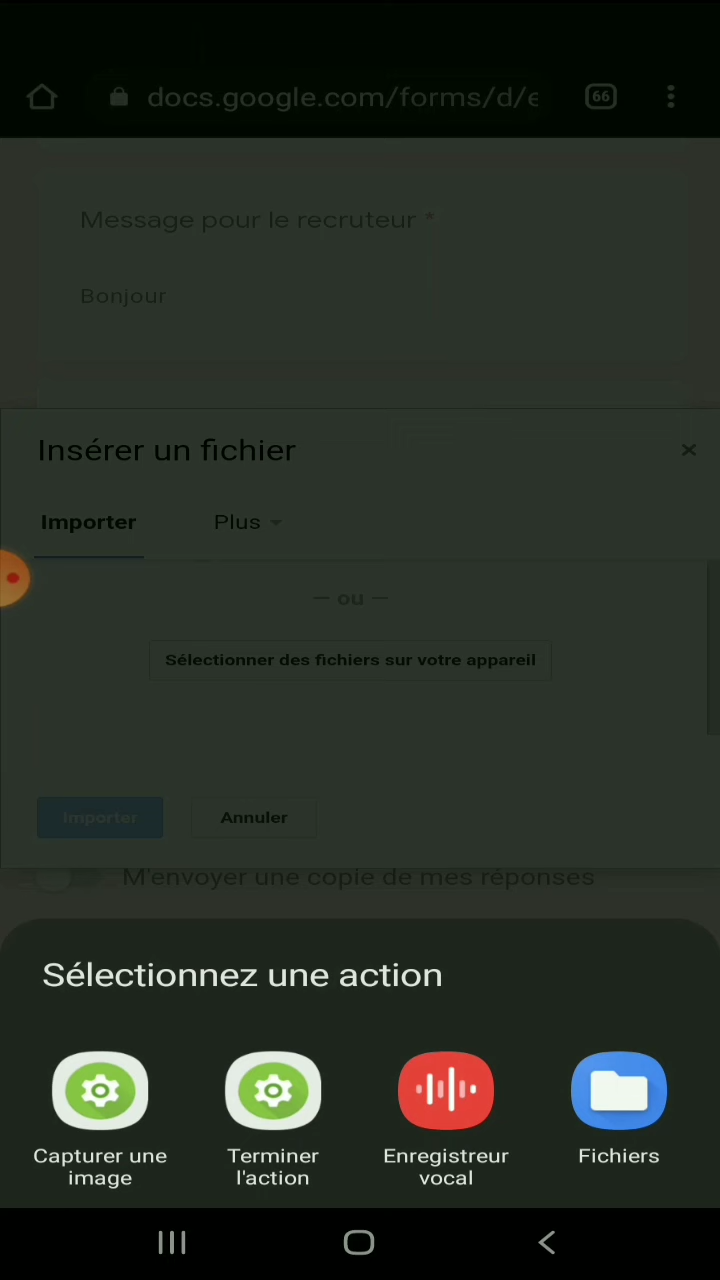 docs.google.com/forms/d/e
66
Message pour le recruteur *
Bonjour
Insérer un fichier
×
Importer
Plus
— ou —
Sélectionner des fichiers sur votre appareil
Importer
Annuler
M'envoyer une copie de mes réponses
Sélectionnez une action
Capturer une image
Terminer l'action
Enregistreur vocal
Fichiers